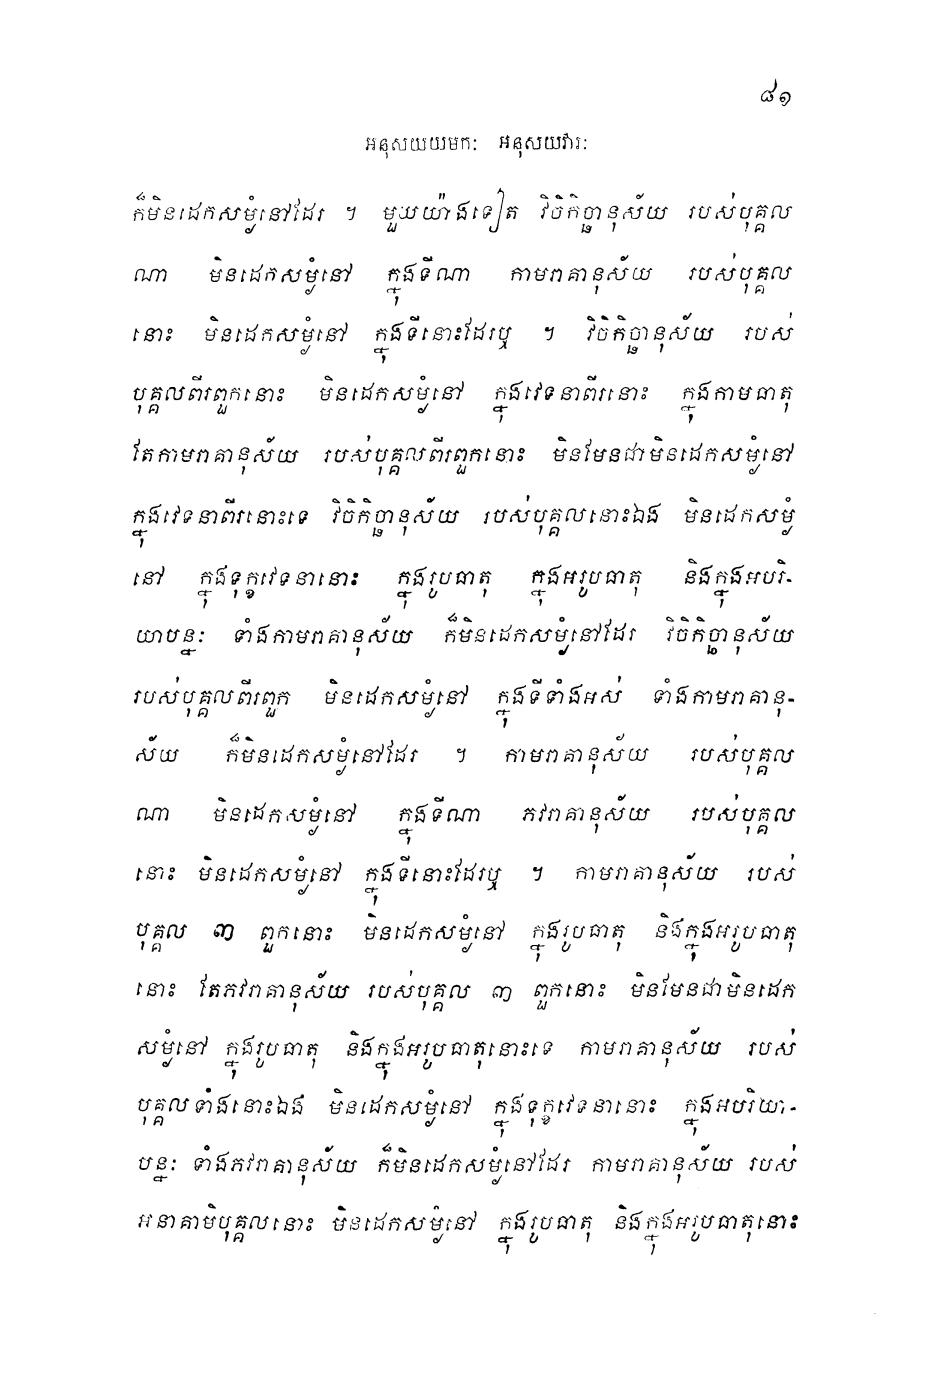 ៨១
អនុសយយមកៈ អនុសយវារៈ
ក៏មិនដេកសម្ងំនៅដែរ ។ មួយយ៉ាងទៀត វិចិកិច្ឆានុស័យ របស់បុគ្គល
ណា មិនដេកសម្ងំនៅ ក្នុងទីណា កាមរាគានុស័យ របស់បុគ្គល
នោះ មិនដេកសម្ងំនៅ ក្នុងទីនោះដែរឬ ។ វិចិកិច្ឆានុស័យ របស់
បុគ្គលពីរពួកនោះ មិនដេកសម្ងំនៅ ក្នុងវេទនាពីរនោះ ក្នុងកាមធាតុ
តែកាមរាគានុស័យ របស់បុគ្គលពីរពួកនោះ មិនមែនជាមិនដេកសម្ងំនៅ
ក្នុងវេទនាពីរនោះទេ វិចិកិច្ឆានុស័យ របស់បុគ្គលនោះឯង មិនដេកសម្ងំ
នៅ ក្នុងទុក្ខវេទនានោះ ក្នុងរូបធាតុ ក្នុងអរូបធាតុ និងក្នុងអបរិ-
យាបន្នៈ ទាំងកាមរាគានុស័យ ក៏មិនដេកសម្ងំនៅដែរ វិចិកិច្ឆានុស័យ
របស់បុគ្គលពីរពួក មិនដេកសម្ងំនៅ ក្នុងទីទាំងអស់ ទាំងកាមរាគានុ-
ស័យ ក៏មិនដេកសម្ងំនៅដែរ ។ កាមរាគានុស័យ របស់បុគ្គល
ណា មិនដេកសម្ងំនៅ ក្នុងទីណា ភវរាគានុស័យ របស់បុគ្គល
នោះ មិនដេកសម្ងំនៅ ក្នុងទីនោះដែរឬ ។ កាមរាគានុស័យ របស់
បុគ្គល ៣ ពួកនោះ មិនដេកសម្ងំនៅ ក្នុងរូបធាតុ និងក្នុងអរូបធាតុ
នោះ តែភវរាគានុស័យ របស់បុគ្គល ៣ ពួកនោះ មិនមែនជាមិនដេក
សម្ងំនៅ ក្នុងរូបធាតុ និងក្នុងអរូបធាតុនោះទេ កាមរាគានុស័យ របស់
បុគ្គលទាំងនោះឯង មិនដេកសម្ងំនៅ ក្នុងទុក្ខវេទនានោះ ក្នុងអបរិយា-
បន្នៈ ទាំងភវរាគានុស័យ ក៏មិនដេកសម្ងំនៅដែរ កាមរាគានុស័យ របស់
អនាគាមិបុគ្គលនោះ មិនដេកសម្ងំនៅ ក្នុងរូបធាតុ និងក្នុងអរូបធាតុនោះ